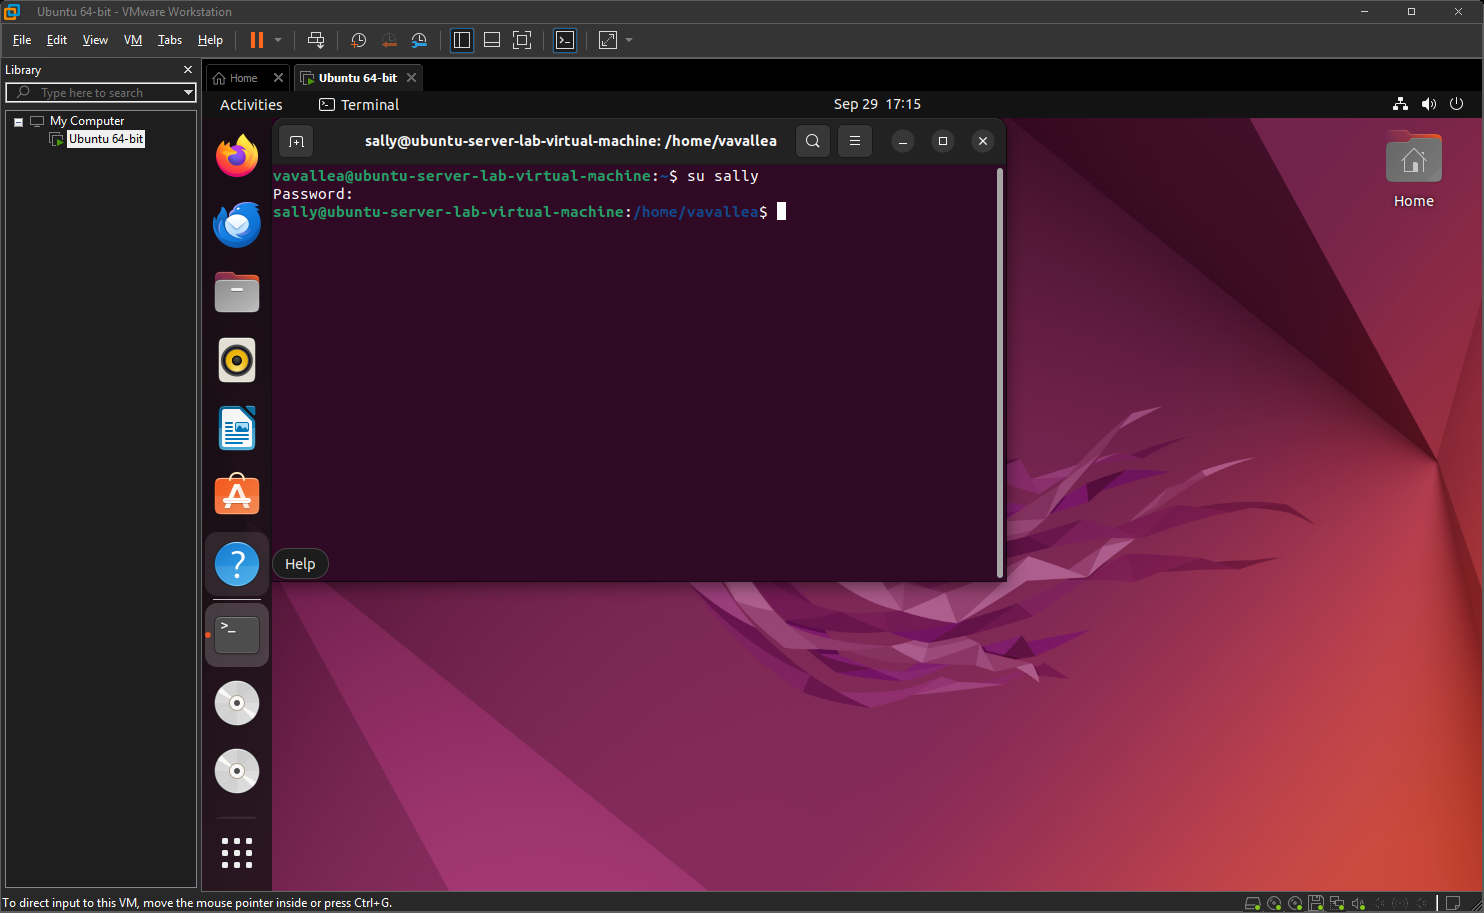 Ubuntu 64-bit - VMware Workstation
File Edit View VM Tabs Help
Library
Type here to search
My Computer
Ubuntu 64-bit
Home
Ubuntu 64-bit
Activities Terminal Sep 29 17:15
sally@ubuntu-server-lab-virtual-machine: /home/vavallea
vavallea@ubuntu-server-lab-virtual-machine:~$ su sally
Password:
sally@ubuntu-server-lab-virtual-machine:/home/vavallea$
Help
Home
To direct input to this VM, move the mouse pointer inside or press Ctrl+G.